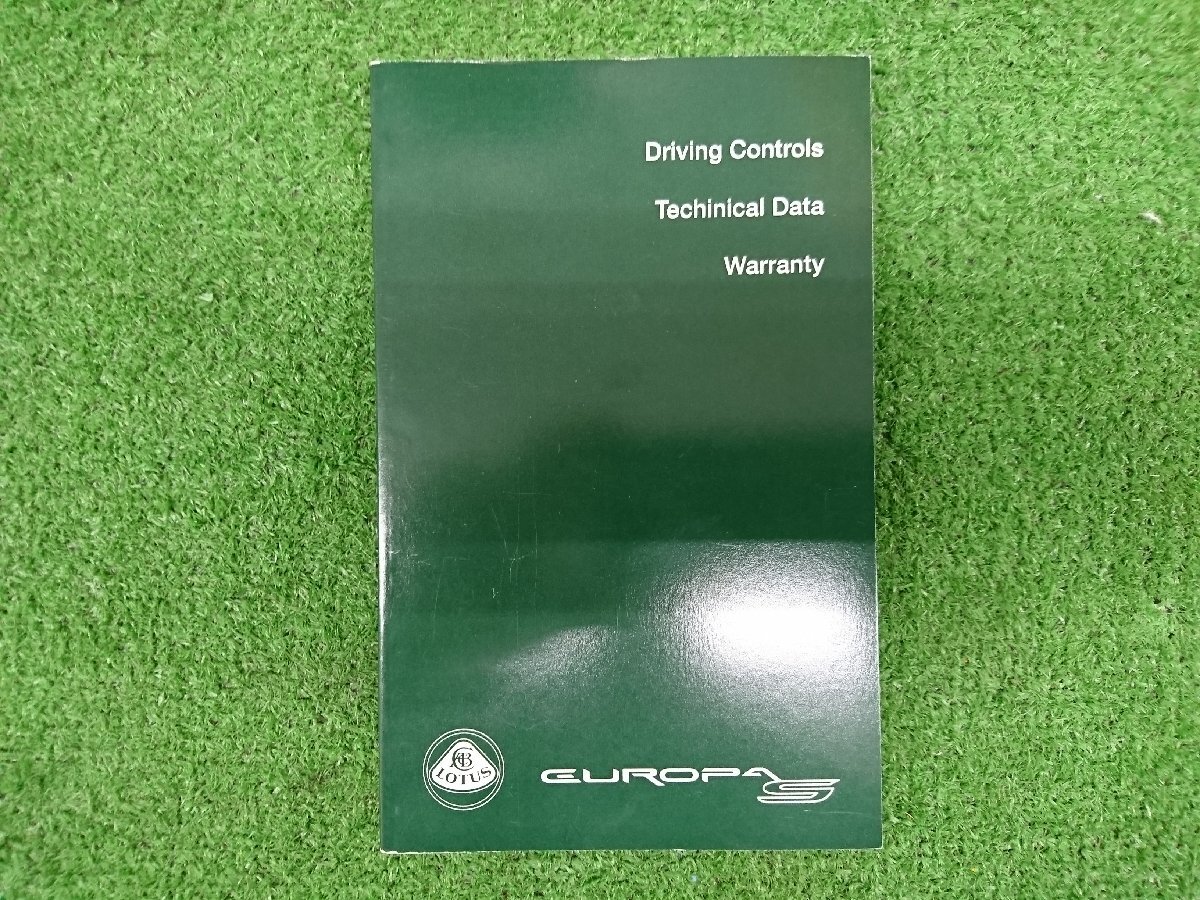 Driving Controls
Techinical Data
Warranty
LOTUS
EUROPA S